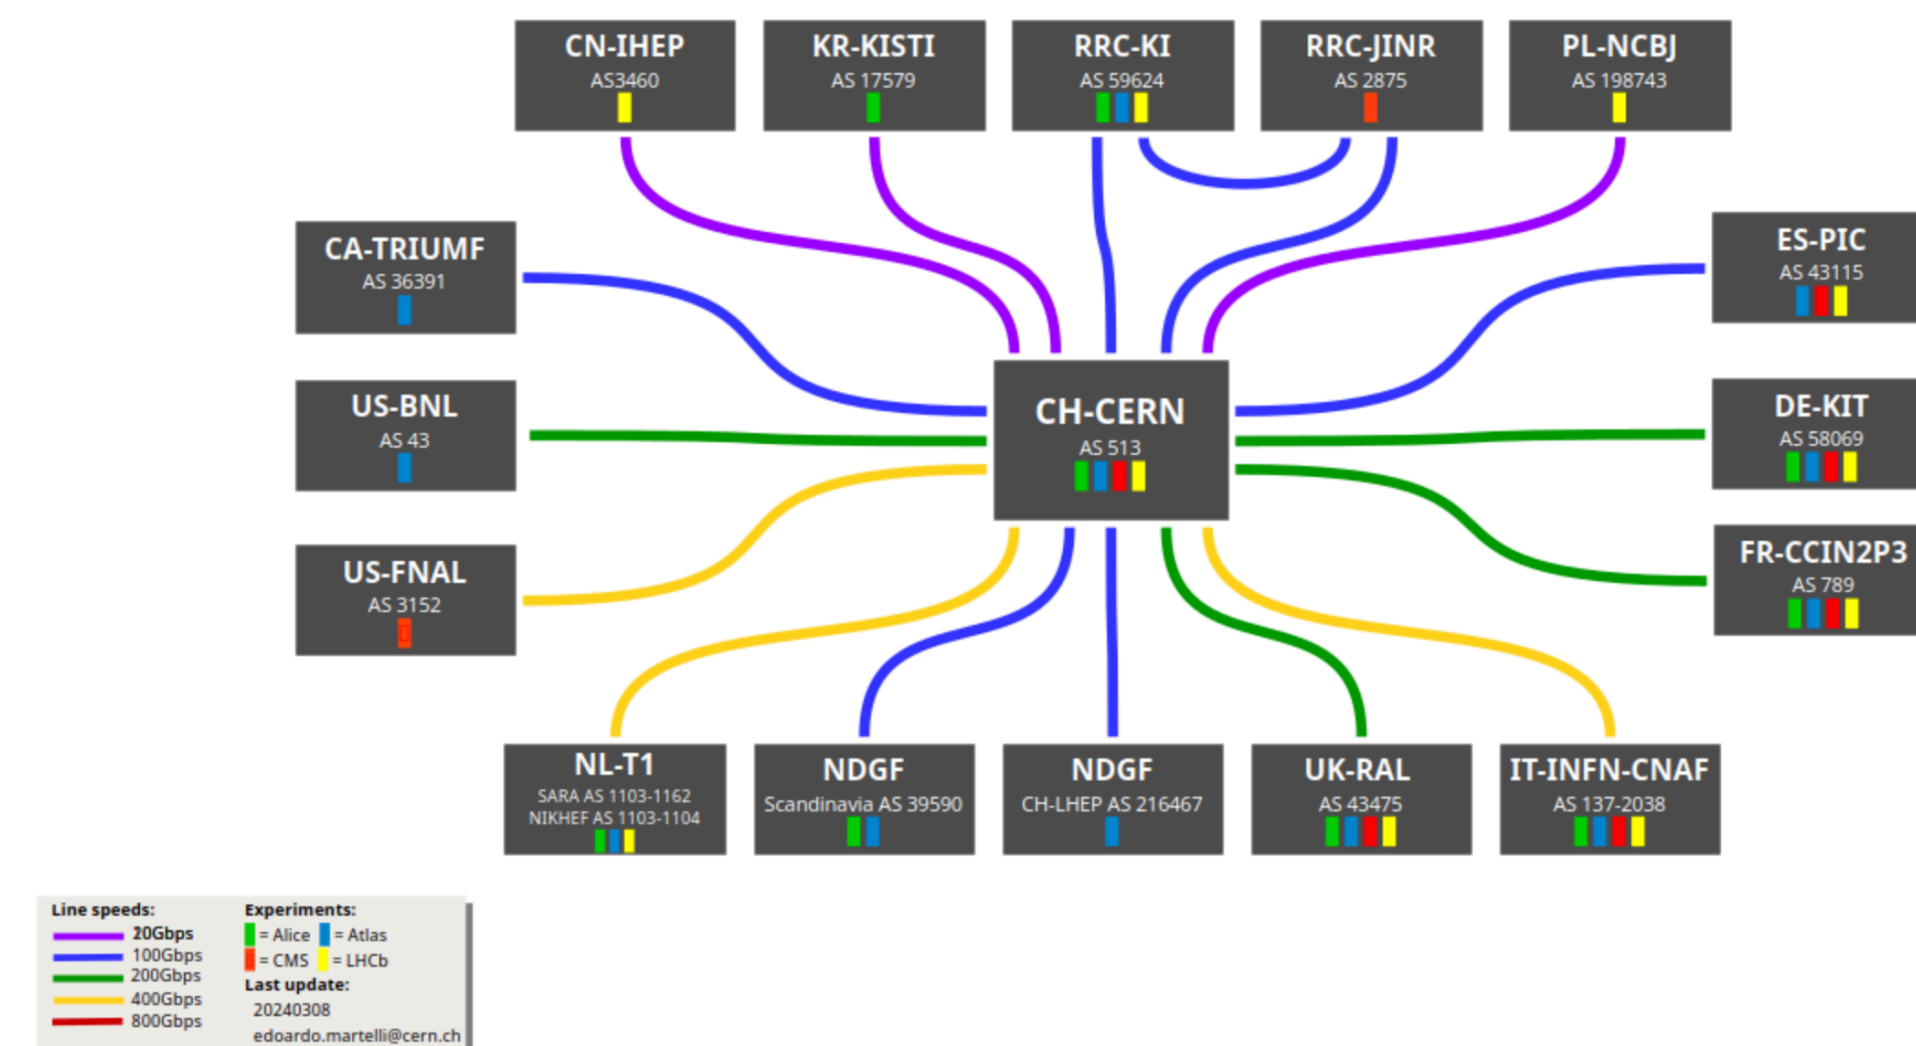 CN-IHEP
AS3460
KR-KISTI
AS 17579
RRC-KI
AS 59624
RRC-JINR
AS 2875
PL-NCBJ
AS 198743
CA-TRIUMF
AS 36391
ES-PIC
AS 43115
US-BNL
AS 43
CH-CERN
AS 513
DE-KIT
AS 58069
US-FNAL
AS 3152
FR-CCIN2P3
AS 789
NL-T1
SARA AS 1103-1162
NIKHEF AS 1103-1104
NDGF
Scandinavia AS 39590
NDGF
CH-LHEP AS 216467
UK-RAL
AS 43475
IT-INFN-CNAF
AS 137-2038
Line speeds:
20Gbps
100Gbps
200Gbps
400Gbps
800Gbps
Experiments:
= Alice = Atlas
= CMS = LHCb
Last update:
20240308
edoardo.martelli@cern.ch